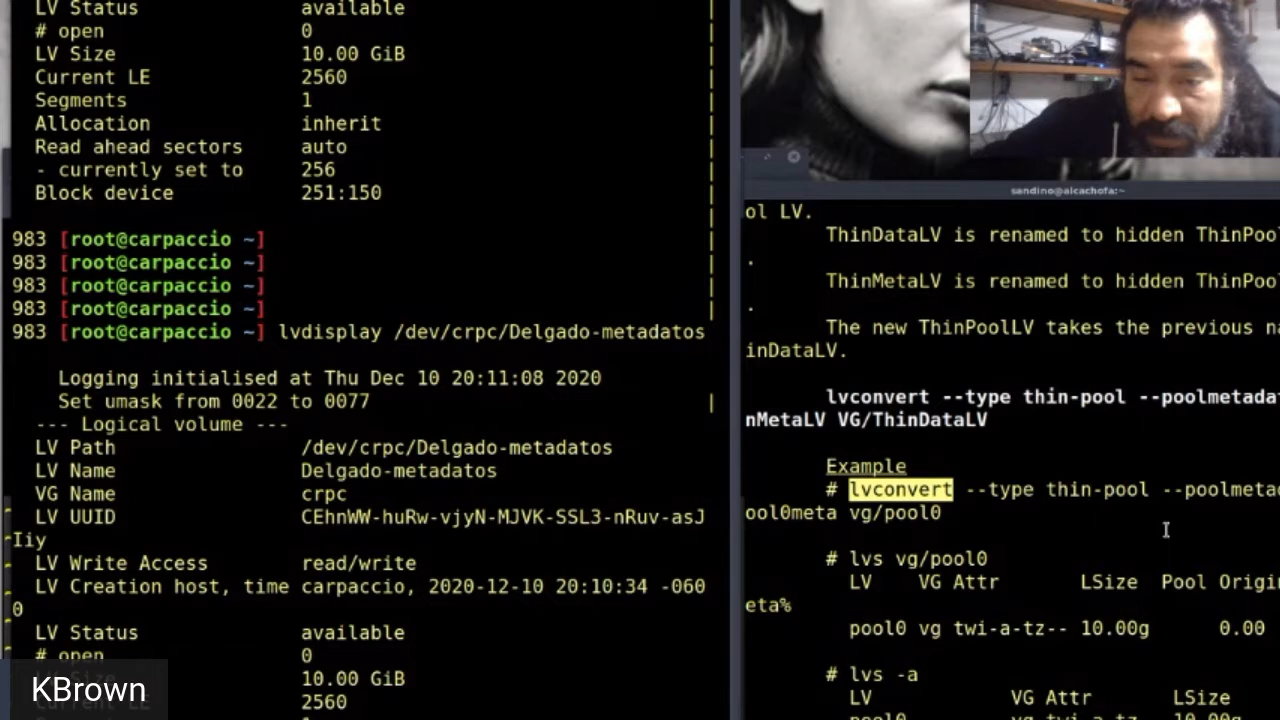 LV Status available
# open 0
LV Size 10.00 GiB
Current LE 2560
Segments 1
Allocation inherit
Read ahead sectors auto
- currently set to 256
Block device 251:150
983 [root@carpaccio ~]
983 [root@carpaccio ~]
983 [root@carpaccio ~]
983 [root@carpaccio ~]
983 [root@carpaccio ~] lvdisplay /dev/crpc/Delgado-metadatos
Logging initialised at Thu Dec 10 20:11:08 2020
Set umask from 0022 to 0077
--- Logical volume ---
LV Path /dev/crpc/Delgado-metadatos
LV Name Delgado-metadatos
VG Name crpc
LV UUID CEhnWW-huRw-vjyN-MJVK-SSL3-nRuv-asJ
Iiy
LV Write Access read/write
LV Creation host, time carpaccio, 2020-12-10 20:10:34 -060
0
LV Status available
# open 0
LV Size 10.00 GiB
Current LE 2560
KBrown
sandino@alcachofa:~
ol LV.
ThinDataLV is renamed to hidden ThinPoo
.
ThinMetaLV is renamed to hidden ThinPoo
.
The new ThinPoolLV takes the previous na
inDataLV.
lvconvert --type thin-pool --poolmetada
nMetaLV VG/ThinDataLV
Example
# lvconvert --type thin-pool --poolmetad
ool0meta vg/pool0
# lvs vg/pool0
LV VG Attr LSize Pool Origi
eta%
pool0 vg twi-a-tz-- 10.00g 0.00
# lvs -a
LV VG Attr LSize